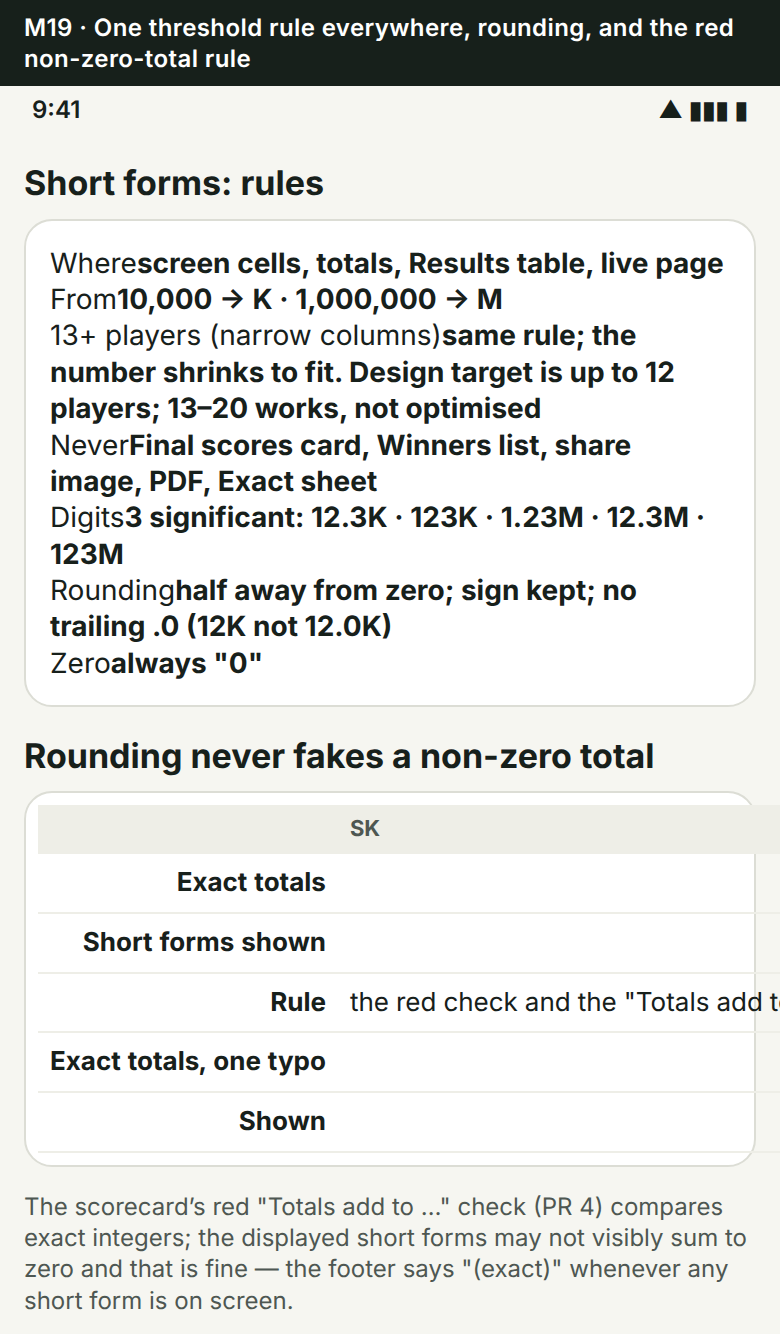 M19 · One threshold rule everywhere, rounding, and the red
non-zero-total rule
9:41
Short forms: rules
Wherescreen cells, totals, Results table, live page
From10,000 → K · 1,000,000 → M
13+ players (narrow columns)same rule; the
number shrinks to fit. Design target is up to 12
players; 13–20 works, not optimised
NeverFinal scores card, Winners list, share
image, PDF, Exact sheet
Digits3 significant: 12.3K · 123K · 1.23M · 12.3M ·
123M
Roundinghalf away from zero; sign kept; no
trailing .0 (12K not 12.0K)
Zeroalways "0"
Rounding never fakes a non-zero total
SK
Exact totals
Short forms shown
Rule the red check and the "Totals add
Exact totals, one typo
Shown
The scorecard’s red "Totals add to ..." check (PR 4) compares
exact integers; the displayed short forms may not visibly sum to
zero and that is fine — the footer says "(exact)" whenever any
short form is on screen.